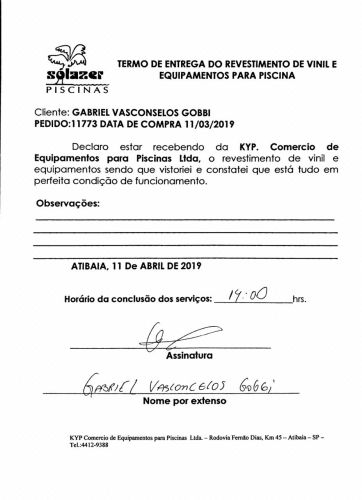 sólazer
PISCINAS
TERMO DE ENTREGA DO REVESTIMENTO DE VINIL E
EQUIPAMENTOS PARA PISCINA
Cliente: GABRIEL VASCONSELOS GOBBI
PEDIDO:11773 DATA DE COMPRA 11/03/2019
Declaro estar recebendo da KYP. Comercio de
Equipamentos para Piscinas Ltda, o revestimento de vinil e
equipamentos sendo que vistoriei e constatei que está tudo em
perfeita condição de funcionamento.
Observações:
ATIBAIA, 11 De ABRIL DE 2019
Horário da conclusão dos serviços: 14:00 hrs.
Assinatura
GABRIEL VASCONCELOS GOBBI
Nome por extenso
KYP Comercio de Equipamentos para Piscinas Ltda. – Rodovia Fernão Dias, Km 45 – Atibaia – SP –
Tel.:4412-9388